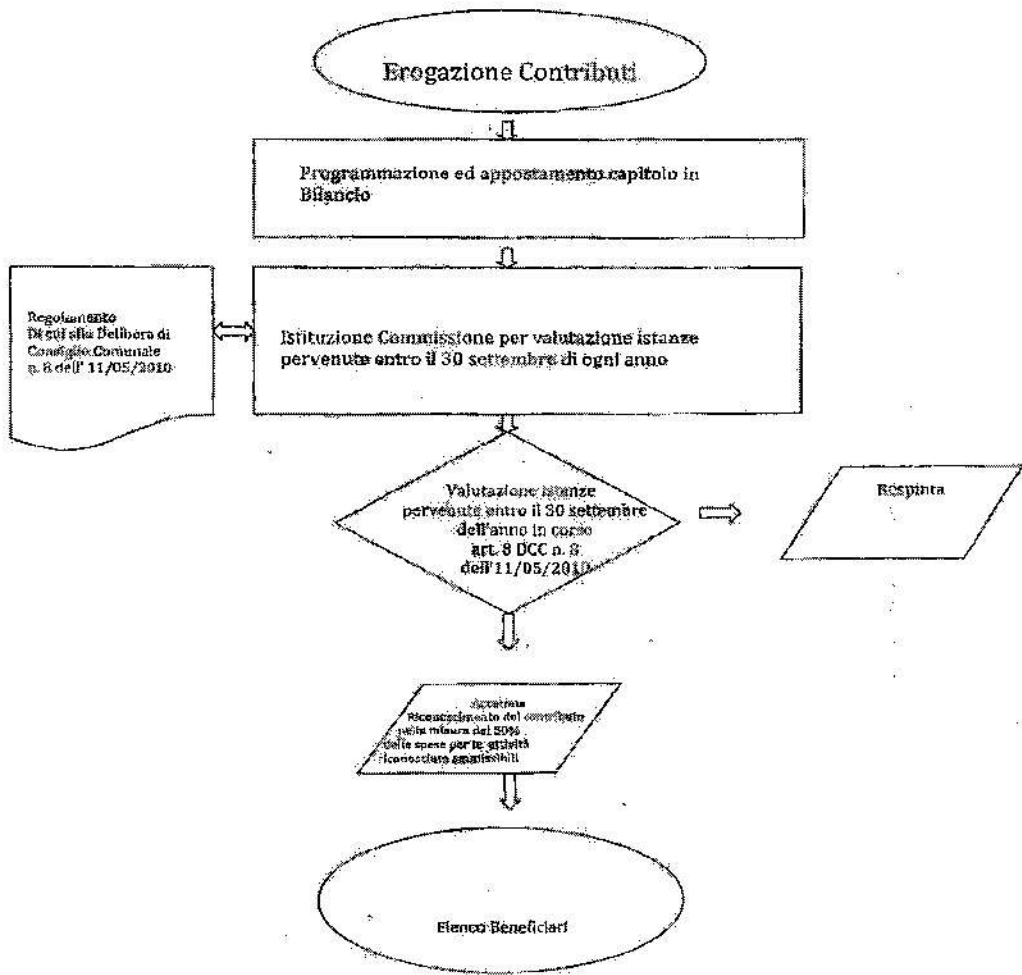 Erogazione Contributi
Programmazione ed appostamento capitolo in
Bilancio
Regolamento
Di cui alla Delibera di
Consiglio Comunale
n. 8 dell' 11/05/2010
Istituzione Commissione per valutazione istanze
pervenute entro il 30 settembre di ogni anno
Valutazione istanze
pervenute entro il 30 settembre
dell'anno in corso
art. 8 DCC n. 8
dell'11/05/2010
Respinta
Riconoscimento del contributo
nella misura del 50%
delle spese per le attività
riconosciute ammissibili
Elenco Beneficiari